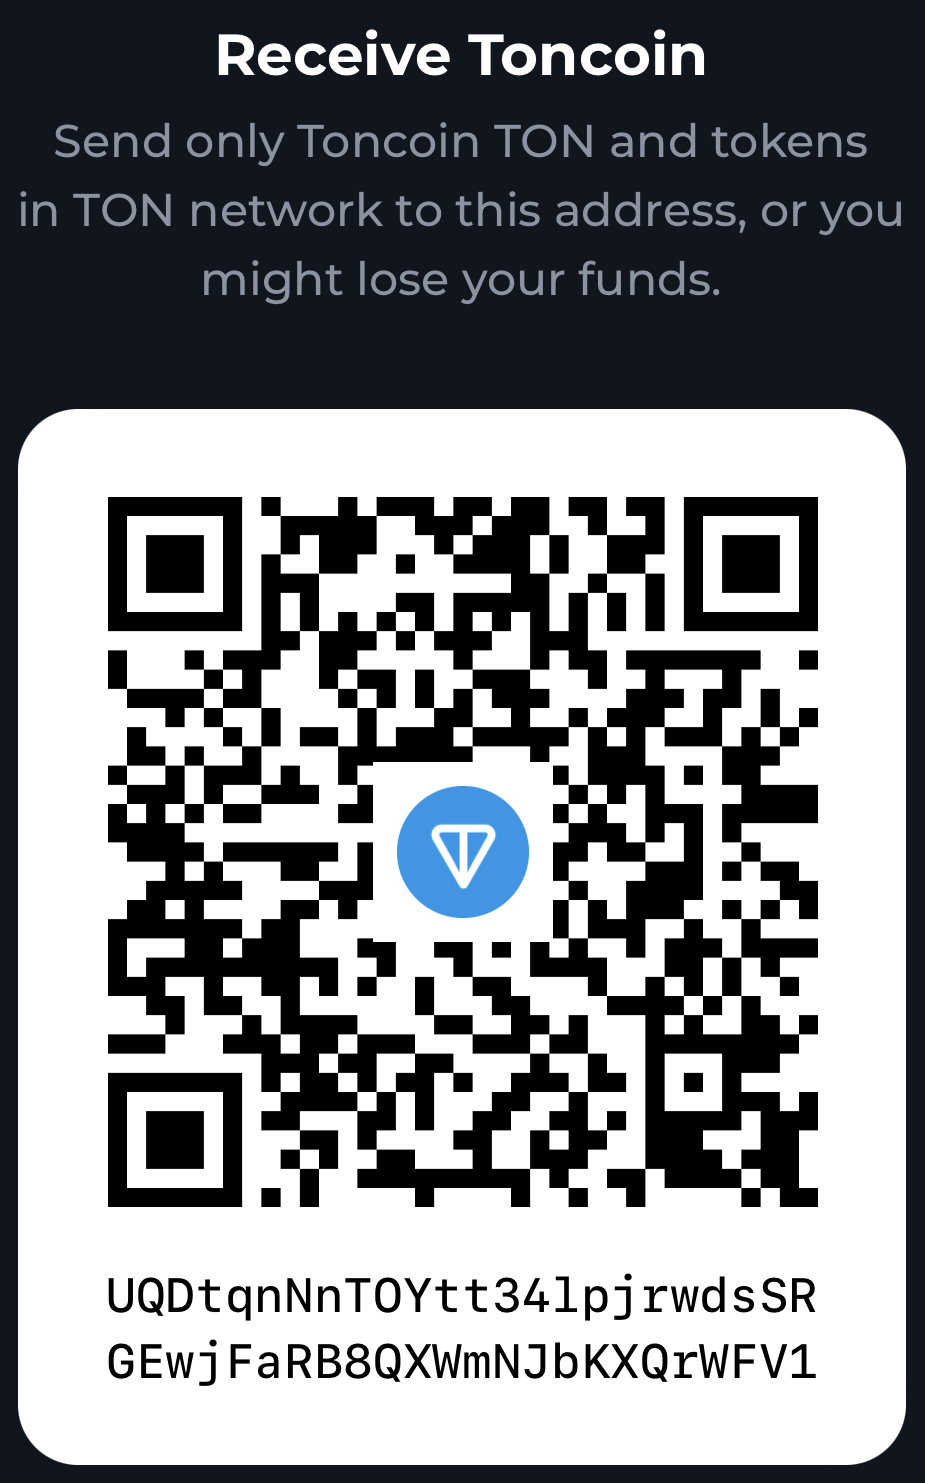 Receive Toncoin
Send only Toncoin TON and tokens
in TON network to this address, or you
might lose your funds.
UQDtqnNnTOYtt34lpjrwdsSR
GEwjFaRB8QXWmNJbKXQrWFV1